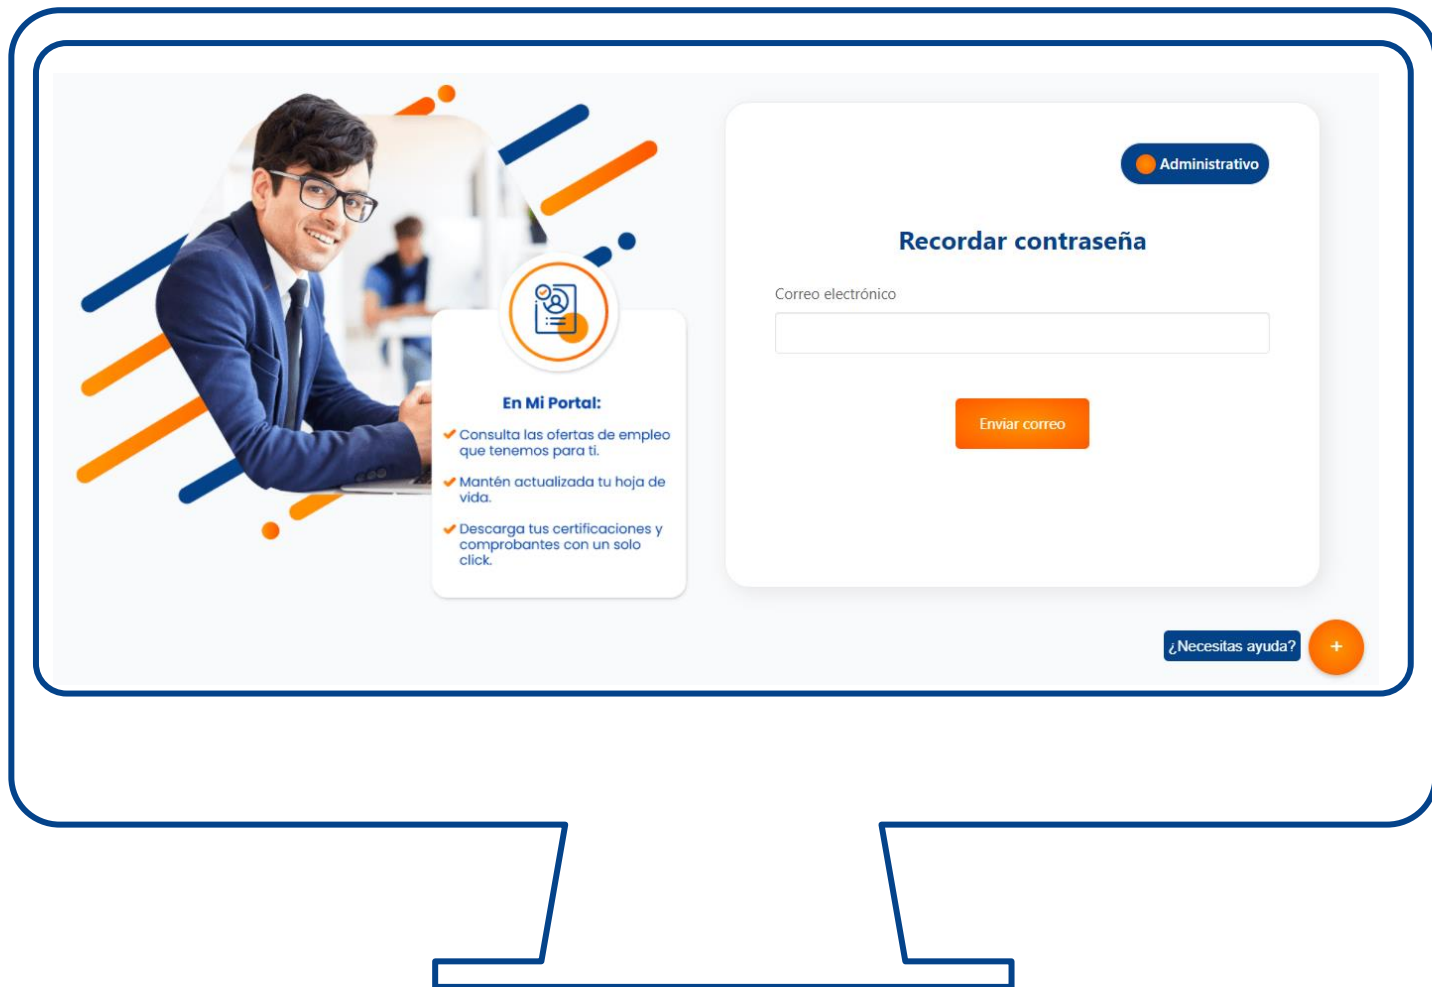 Administrativo
Recordar contraseña
Correo electrónico
Enviar correo
En Mi Portal:
Consulta las ofertas de empleo
que tenemos para ti.
Mantén actualizada tu hoja de
vida.
Descarga tus certificaciones y
comprobantes con un solo
click.
¿Necesitas ayuda?
+